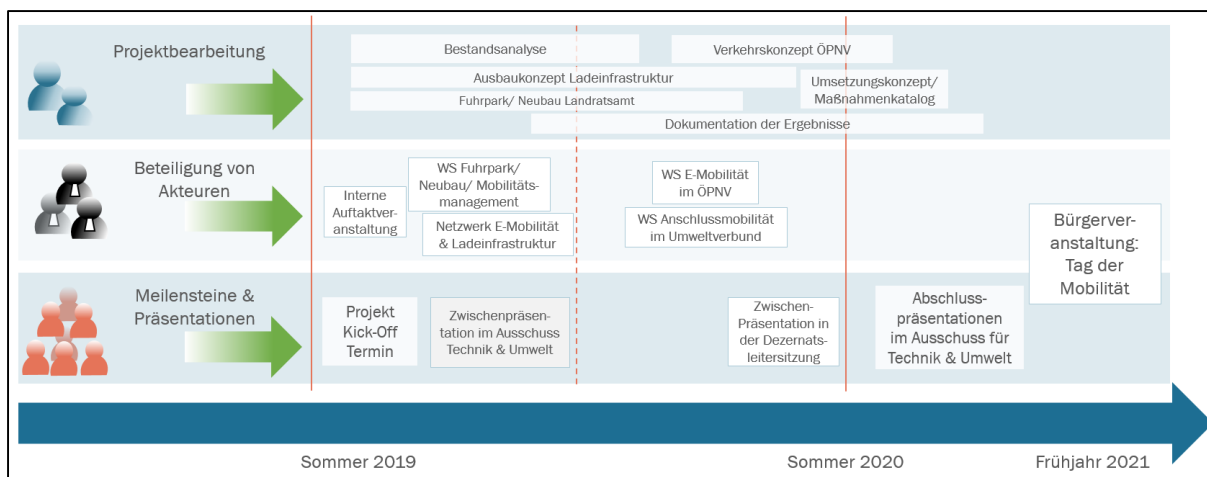 Projektbearbeitung
Bestandsanalyse
Verkehrskonzept ÖPNV
Ausbaukonzept Ladeinfrastruktur
Umsetzungskonzept/
Maßnahmenkatalog
Fuhrpark/ Neubau Landratsamt
Dokumentation der Ergebnisse
Beteiligung von
Akteuren
Interne
Auftaktver-
anstaltung
WS Fuhrpark/
Neubau/ Mobilitäts-
management
Netzwerk E-Mobilität
& Ladeinfrastruktur
WS E-Mobilität
im ÖPNV
WS Anschlussmobilität
im Umweltverbund
Bürgerver-
anstaltung:
Tag der
Mobilität
Meilensteine &
Präsentationen
Projekt
Kick-Off
Termin
Zwischenpräsen-
tation im Ausschuss
Technik & Umwelt
Zwischen-
Präsentation in
der Dezernats-
leitersitzung
Abschluss-
präsentationen
im Ausschuss für
Technik & Umwelt
Sommer 2019
Sommer 2020
Frühjahr 2021